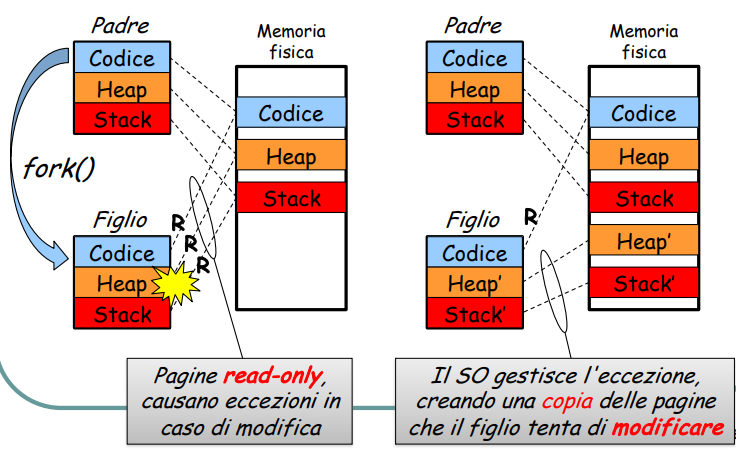 Padre
Codice
Heap
Stack
Memoria
fisica
Codice
Heap
Stack
fork()
Figlio
Codice
Heap
Stack
R
R
R
Pagine read-only,
causano eccezioni in
caso di modifica
Padre
Codice
Heap
Stack
Memoria
fisica
Codice
Heap
Stack
Heap’
Stack’
Figlio
Codice
Heap’
Stack’
R
Il SO gestisce l'eccezione,
creando una copia delle pagine
che il figlio tenta di modificare